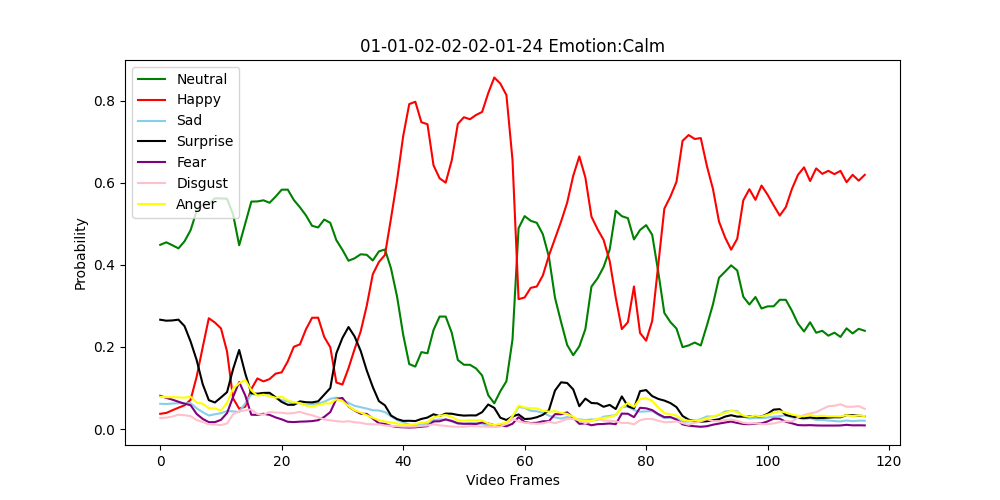 01-01-02-02-02-01-24 Emotion:Calm
Neutral
Happy
Sad
Surprise
Fear
Disgust
Anger
Probability
0.8
0.6
0.4
0.2
0.0
0 20 40 60 80 100 120
Video Frames